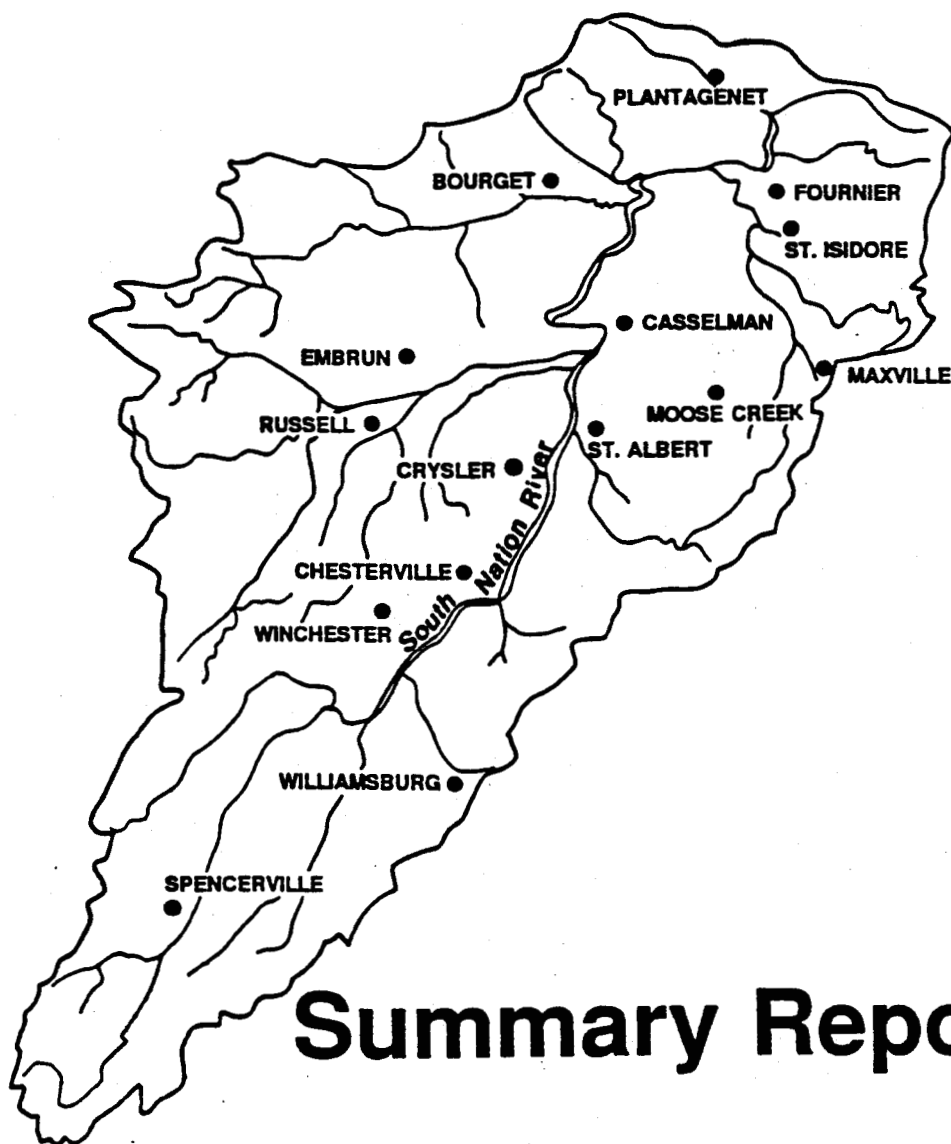 PLANTAGENET
BOURGET
FOURNIER
ST. ISIDORE
CASSELMAN
EMBRUN
MAXVILLE
MOOSE CREEK
RUSSELL
ST. ALBERT
CRYSLER
South Nation River
CHESTERVILLE
WINCHESTER
WILLIAMSBURG
SPENCERVILLE
Summary Repo